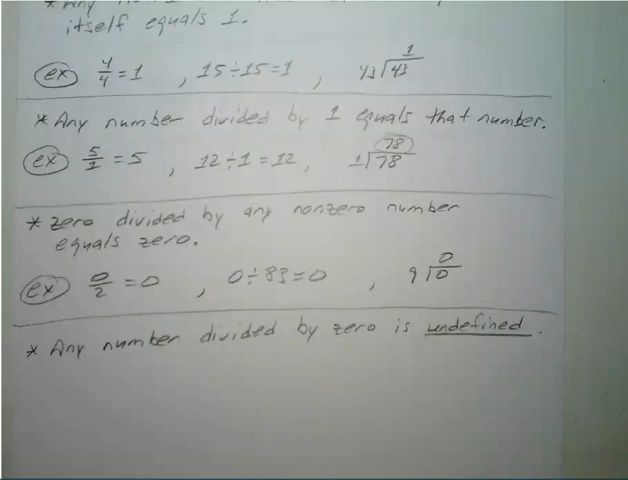 * Any
itself equals 1.
ex 4/4 = 1 , 15÷15=1 , 43)43 1
* Any number divided by 1 equals that number.
ex 5/1 = 5 , 12÷1=12, 1)78 78
* zero divided by any nonzero number
equals zero.
ex 0/2 = 0 , 0÷83=0 , 9)0 0
* Any number divided by zero is undefined.